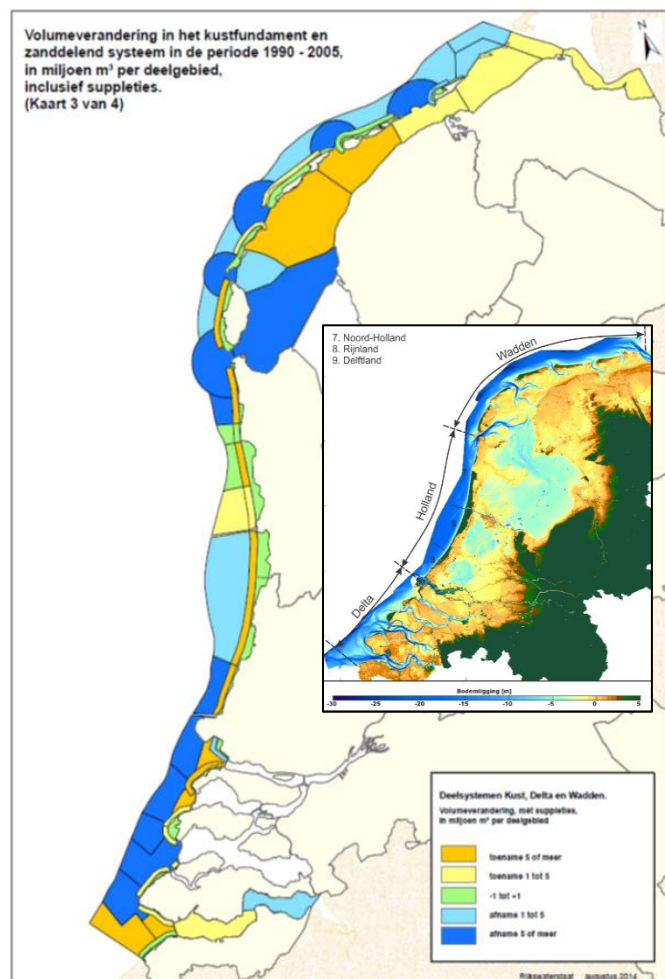 Volumeverandering in het kustfundament en
zanddelend systeem in de periode 1990 - 2005,
in miljoen m³ per deelgebied,
inclusief suppleties.
(Kaart 3 van 4)
N
7. Noord-Holland
8. Rijnland
9. Delftland
Wadden
Holland
Delta
Bodemligging [m]
-30 -25 -20 -15 -10 -5 0 5
Deelsystemen Kust, Delta en Wadden.
Volumeverandering, met suppleties,
in miljoen m³ per deelgebied
toename 5 of meer
toename 1 tot 5
-1 tot +1
afname 1 tot 5
afname 5 of meer
Rijkswaterstaat augustus 2014